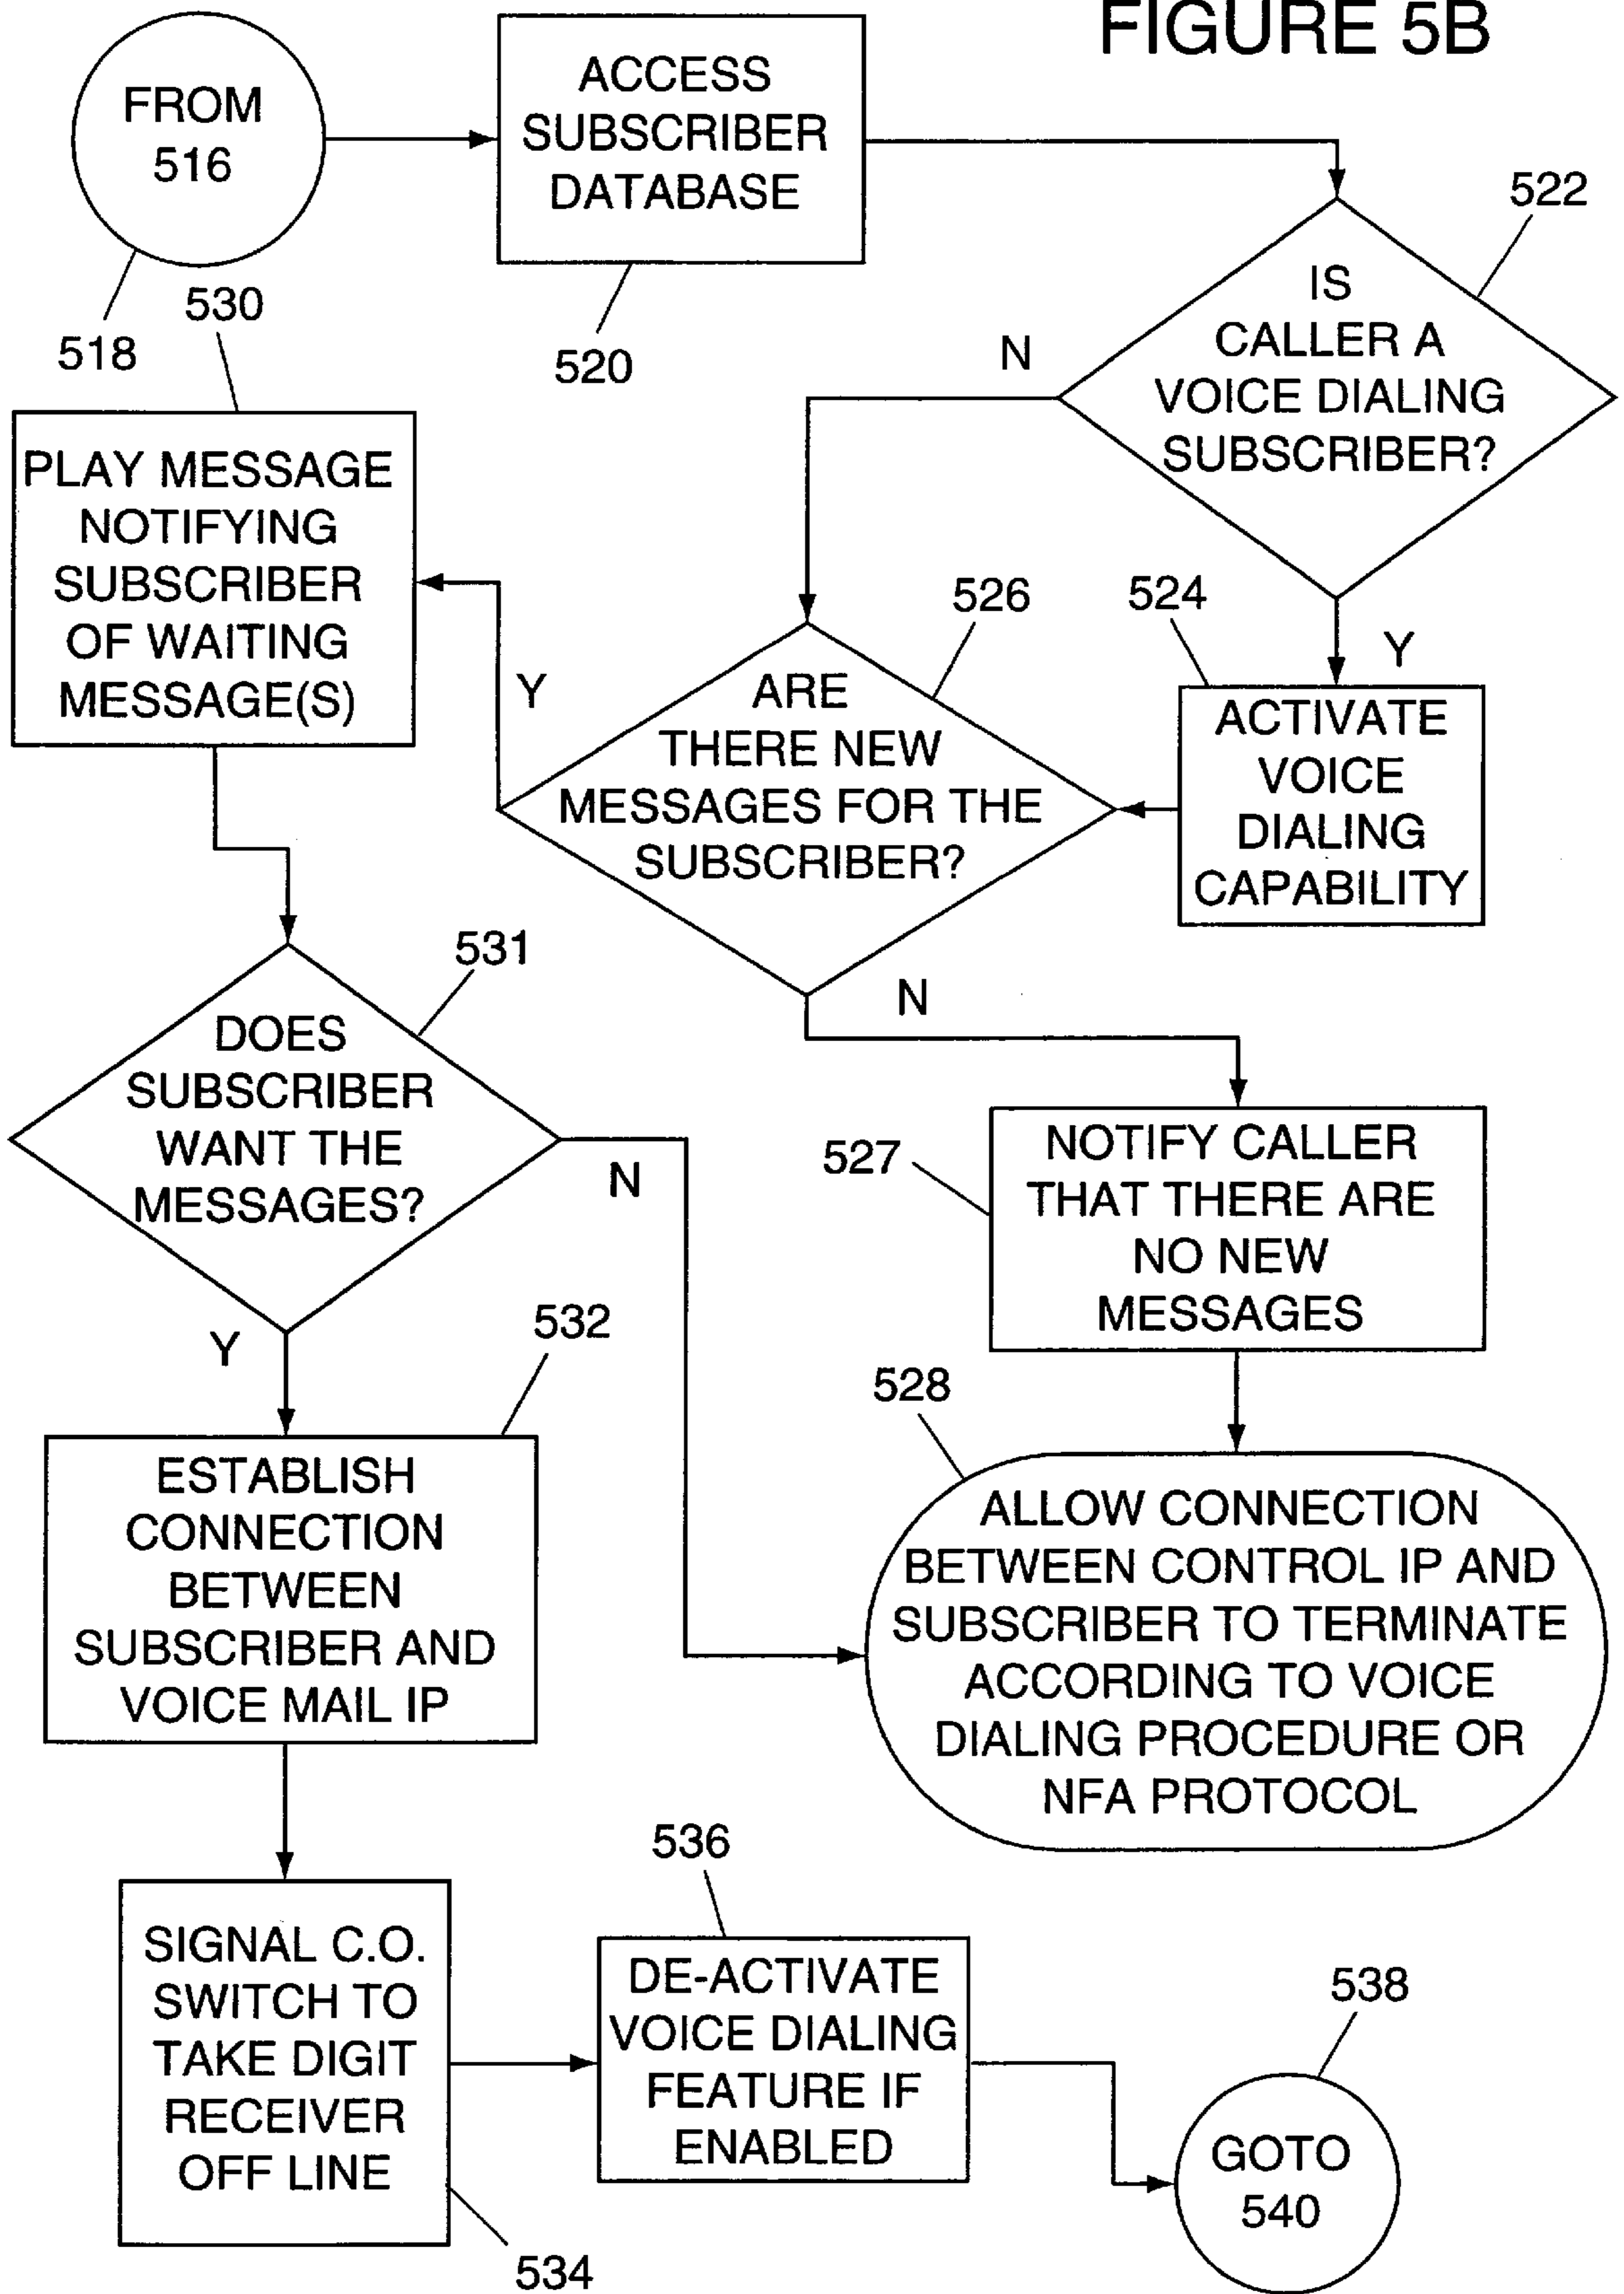 FIGURE 5B
FROM
516
518
ACCESS
SUBSCRIBER
DATABASE
520
IS
CALLER A
VOICE DIALING
SUBSCRIBER?
522
N
Y
524
ACTIVATE
VOICE
DIALING
CAPABILITY
526
ARE
THERE NEW
MESSAGES FOR THE
SUBSCRIBER?
Y
N
530
PLAY MESSAGE
NOTIFYING
SUBSCRIBER
OF WAITING
MESSAGE(S)
531
DOES
SUBSCRIBER
WANT THE
MESSAGES?
N
Y
527
NOTIFY CALLER
THAT THERE ARE
NO NEW
MESSAGES
528
ALLOW CONNECTION
BETWEEN CONTROL IP AND
SUBSCRIBER TO TERMINATE
ACCORDING TO VOICE
DIALING PROCEDURE OR
NFA PROTOCOL
532
ESTABLISH
CONNECTION
BETWEEN
SUBSCRIBER AND
VOICE MAIL IP
SIGNAL C.O.
SWITCH TO
TAKE DIGIT
RECEIVER
OFF LINE
534
536
DE-ACTIVATE
VOICE DIALING
FEATURE IF
ENABLED
538
GOTO
540